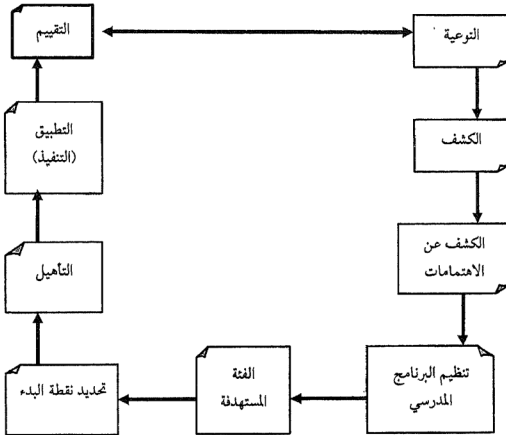 التوعية
الكشف
الكشف عن
الاهتمامات
تنظيم البرنامج
المدرسي
الفئة
المستهدفة
تحديد نقطة البدء
التأهيل
التطبيق
(التنفيذ)
التقييم